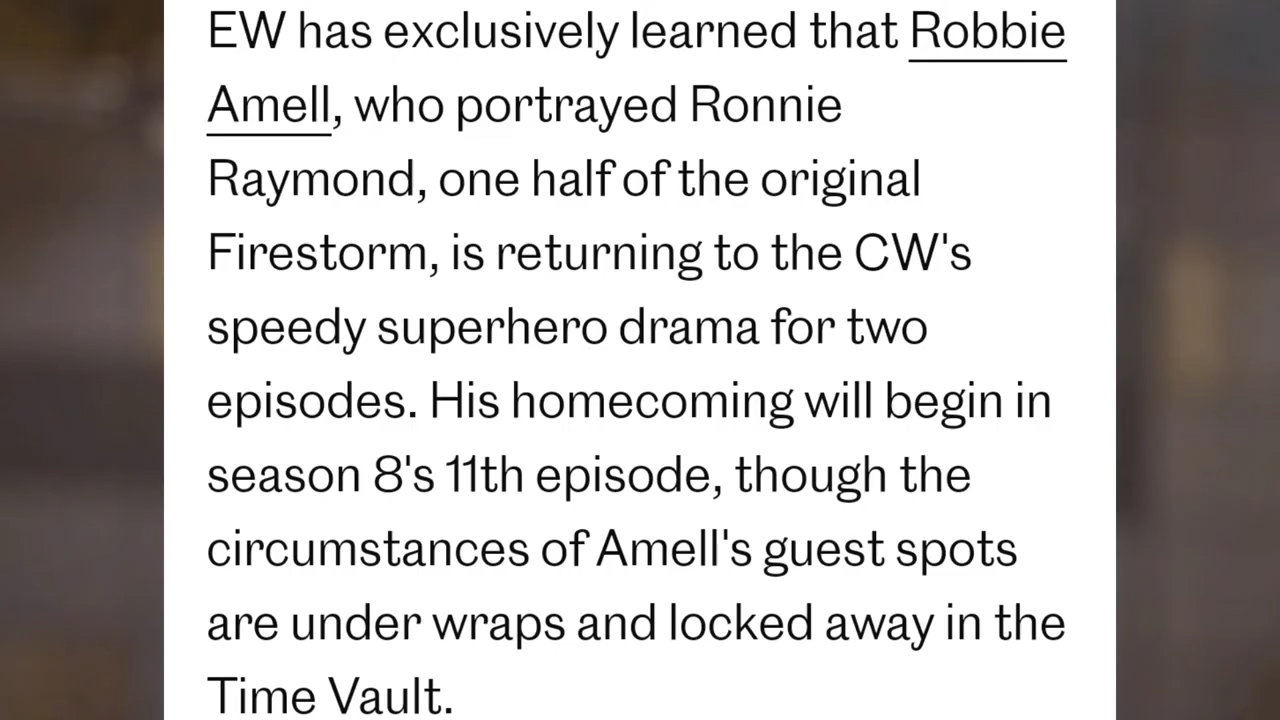 EW has exclusively learned that Robbie
Amell, who portrayed Ronnie
Raymond, one half of the original
Firestorm, is returning to the CW's
speedy superhero drama for two
episodes. His homecoming will begin in
season 8's 11th episode, though the
circumstances of Amell's guest spots
are under wraps and locked away in the
Time Vault.